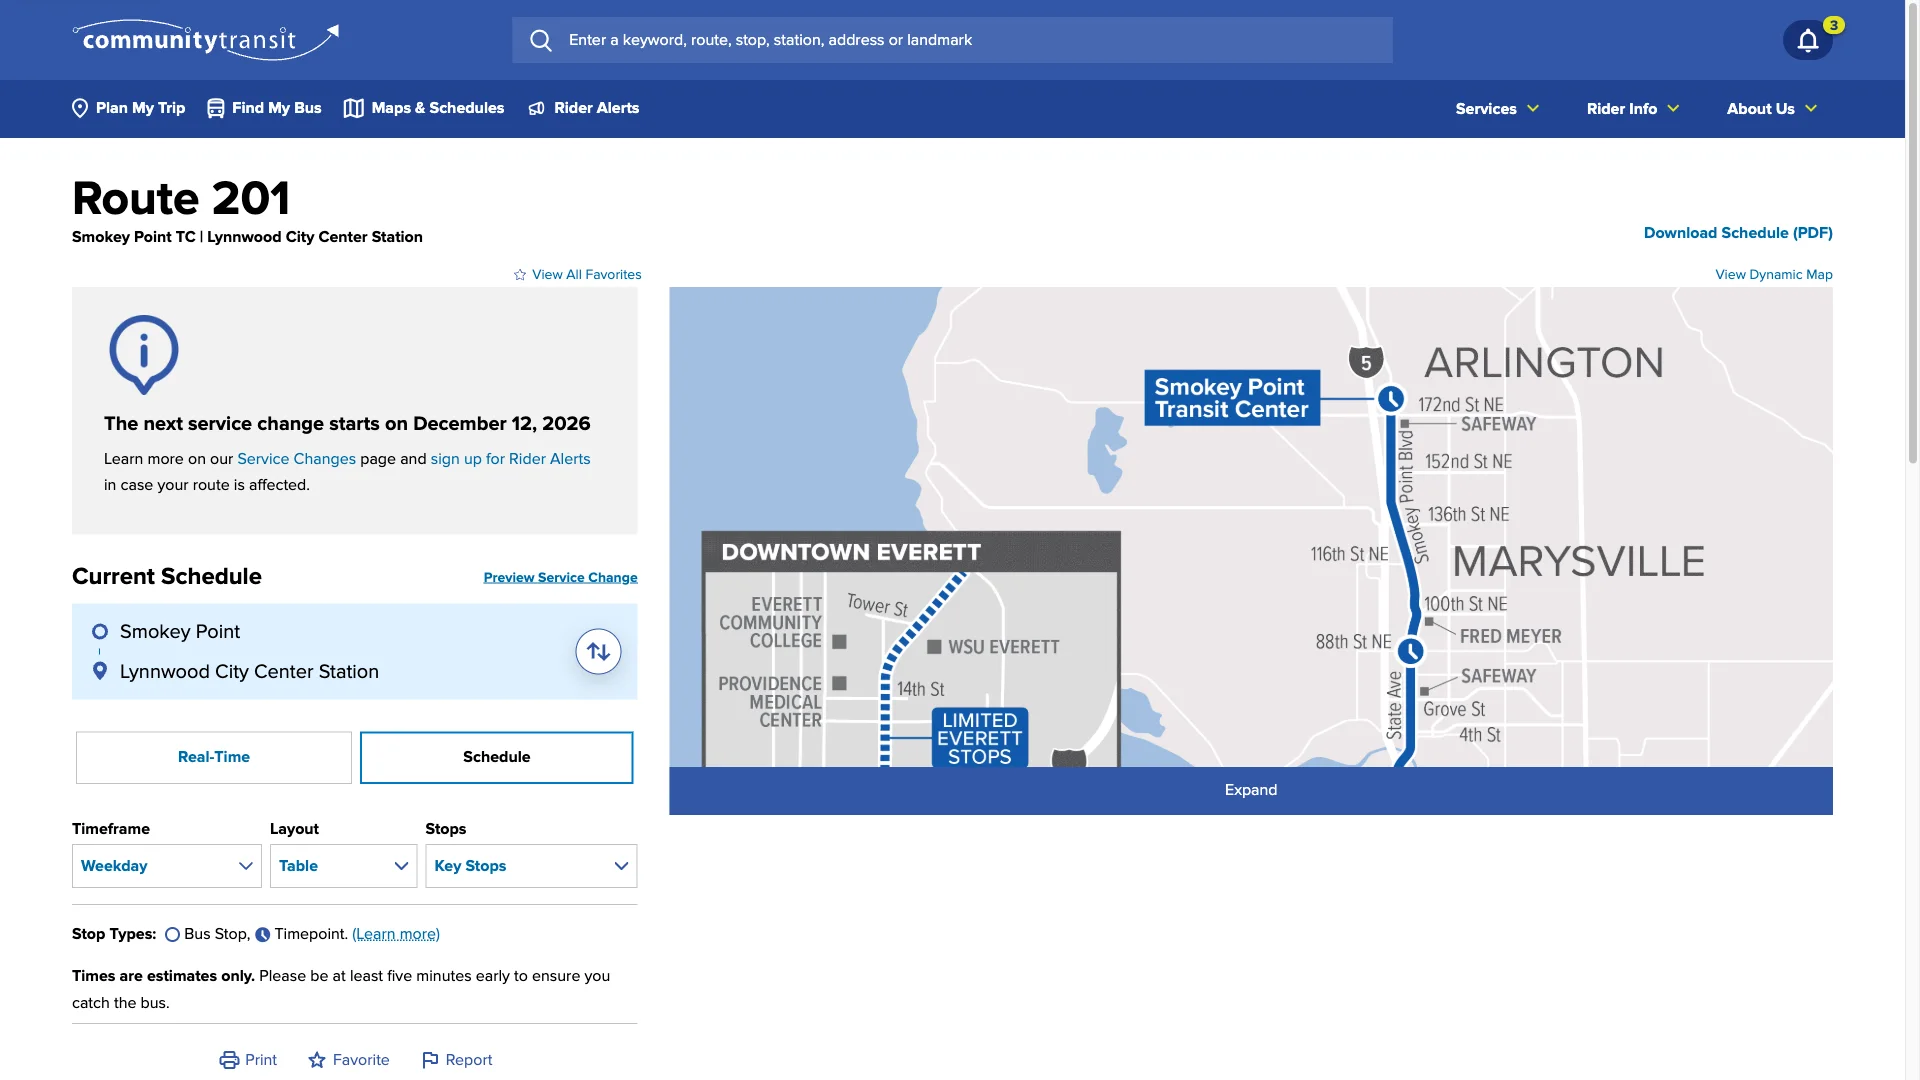 communitytransit
Enter a keyword, route, stop, station, address or landmark
3
Plan My Trip
Find My Bus
Maps & Schedules
Rider Alerts
Services
Rider Info
About Us
Route 201
Smokey Point TC | Lynnwood City Center Station
Download Schedule (PDF)
View All Favorites
View Dynamic Map
The next service change starts on December 12, 2026
Learn more on our Service Changes page and sign up for Rider Alerts
in case your route is affected.
Current Schedule
Preview Service Change
Smokey Point
Lynnwood City Center Station
Real-Time
Schedule
Timeframe
Layout
Stops
Weekday
Table
Key Stops
Stop Types: Bus Stop, Timepoint. (Learn more)
Times are estimates only. Please be at least five minutes early to ensure you
catch the bus.
Print
Favorite
Report
5
ARLINGTON
Smokey Point
Transit Center
172nd St NE
SAFEWAY
Smokey Point Blvd
152nd St NE
136th St NE
Smokey
116th St NE
MARYSVILLE
100th St NE
FRED MEYER
88th St NE
SAFEWAY
State Ave
Grove St
4th St
DOWNTOWN EVERETT
EVERETT
COMMUNITY
COLLEGE
Tower St
WSU EVERETT
PROVIDENCE
MEDICAL
CENTER
14th St
LIMITED
EVERETT
STOPS
Expand